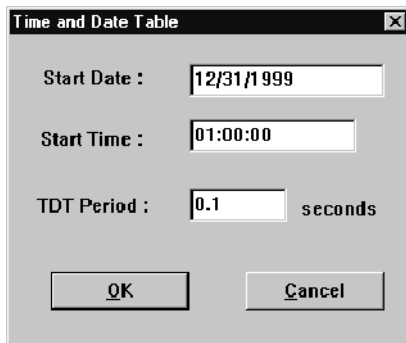 Time and Date Table
Start Date : 12/31/1999
Start Time : 01:00:00
TDT Period : 0.1 seconds
OK Cancel